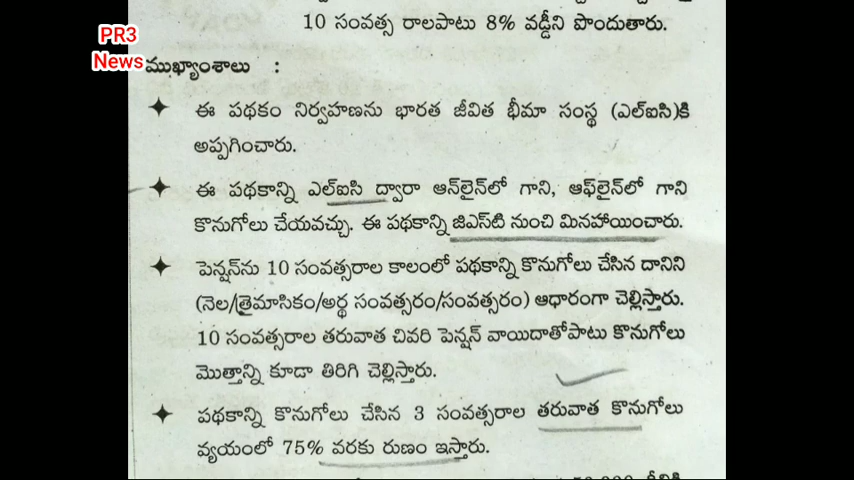 10 సంవత్స రాలపాటు 8% వడ్డీని పొందుతారు.
PR3
News
ముఖ్యాంశాలు :
✦ ఈ పథకం నిర్వహణను భారత జీవిత భీమా సంస్థ (ఎల్ఐసి)కి
అప్పగించారు.
✦ ఈ పథకాన్ని ఎల్ఐసి ద్వారా ఆన్‌లైన్‌లో గాని, ఆఫ్‌లైన్‌లో గాని
కొనుగోలు చేయవచ్చు. ఈ పథకాన్ని జిఎస్‌టి నుంచి మినహాయించారు.
✦ పెన్షన్‌ను 10 సంవత్సరాల కాలంలో పథకాన్ని కొనుగోలు చేసిన దానిని
(నెల/త్రైమాసికం/అర్థ సంవత్సరం/సంవత్సరం) ఆధారంగా చెల్లిస్తారు.
10 సంవత్సరాల తరువాత చివరి పెన్షన్ వాయిదాతోపాటు కొనుగోలు
మొత్తాన్ని కూడా తిరిగి చెల్లిస్తారు.
✦ పథకాన్ని కొనుగోలు చేసిన 3 సంవత్సరాల తరువాత కొనుగోలు
వ్యయంలో 75% వరకు రుణం ఇస్తారు.